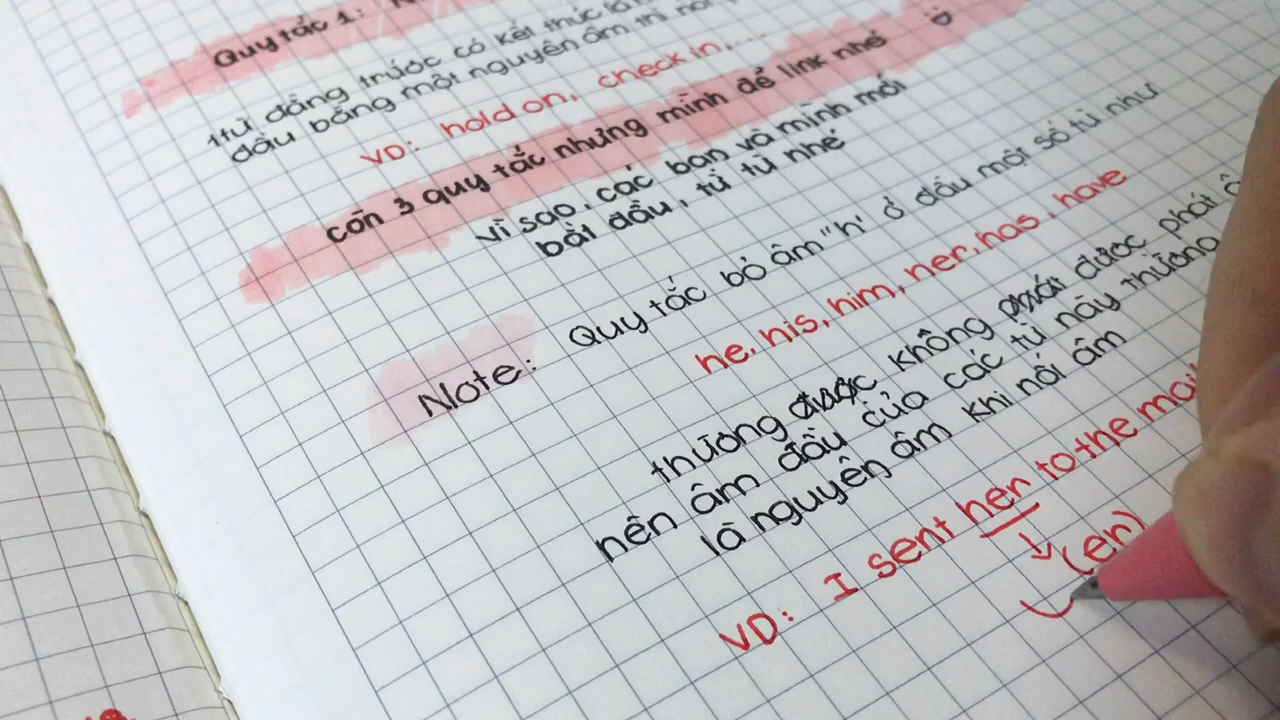 Quy tắc 1:
từ đằng trước có kết thúc là
đầu bằng một nguyên âm thì nối
VD: hold on, check in,....
còn 3 quy tắc nhưng mình để link nhé
vì sao, các bạn và mình mới
bắt đầu, từ từ nhé
Note: Quy tắc bỏ âm "h" ở đầu một số từ như
he, his, him, her, has, have
thường không được phát
nên âm đầu của các từ này thường
là nguyên âm khi nối âm
VD: I sent her to the
(er)